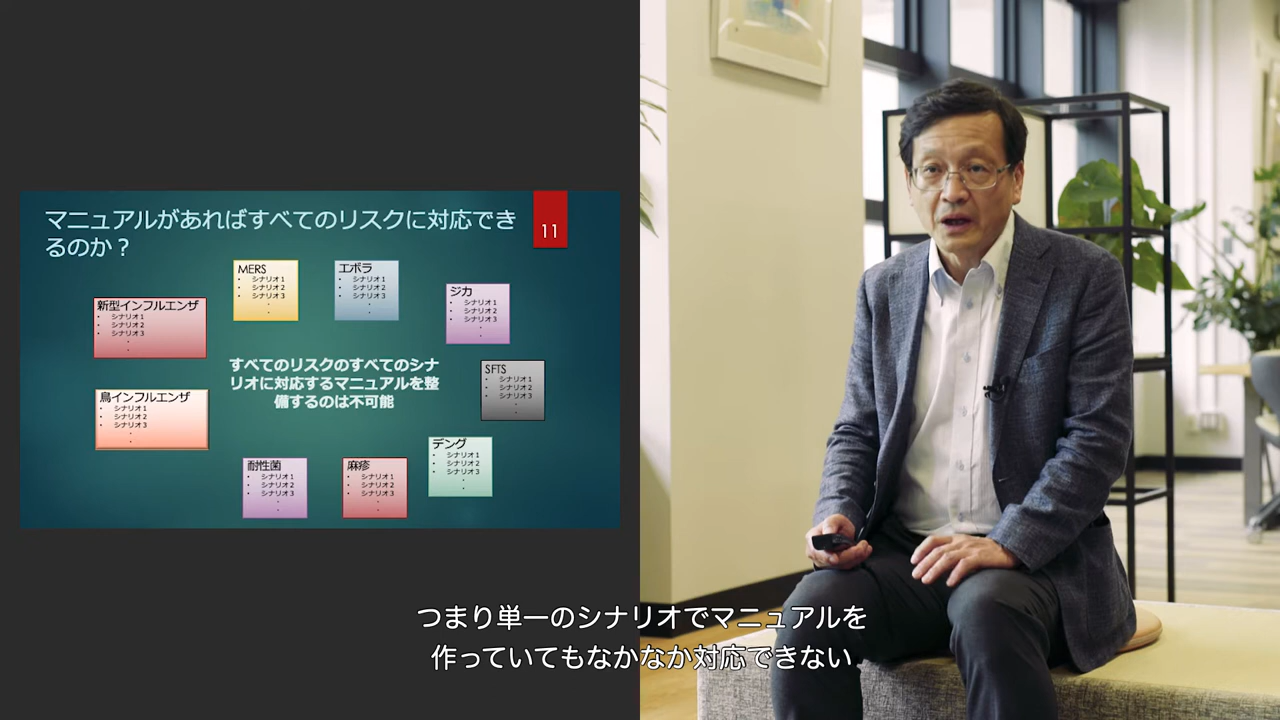 マニュアルがあればすべてのリスクに対応でき
るのか？
11
MERS
• シナリオ1
• シナリオ2
• シナリオ3
エボラ
• シナリオ1
• シナリオ2
• シナリオ3
ジカ
• シナリオ1
• シナリオ2
• シナリオ3
新型インフルエンザ
• シナリオ1
• シナリオ2
• シナリオ3
すべてのリスクのすべてのシナ
リオに対応するマニュアルを整
備するのは不可能
SFTS
• シナリオ1
• シナリオ2
• シナリオ3
鳥インフルエンザ
• シナリオ1
• シナリオ2
• シナリオ3
デング
• シナリオ1
• シナリオ2
• シナリオ3
耐性菌
• シナリオ1
• シナリオ2
• シナリオ3
麻疹
• シナリオ1
• シナリオ2
• シナリオ3
つまり単一のシナリオでマニュアルを
作っていてもなかなか対応できない